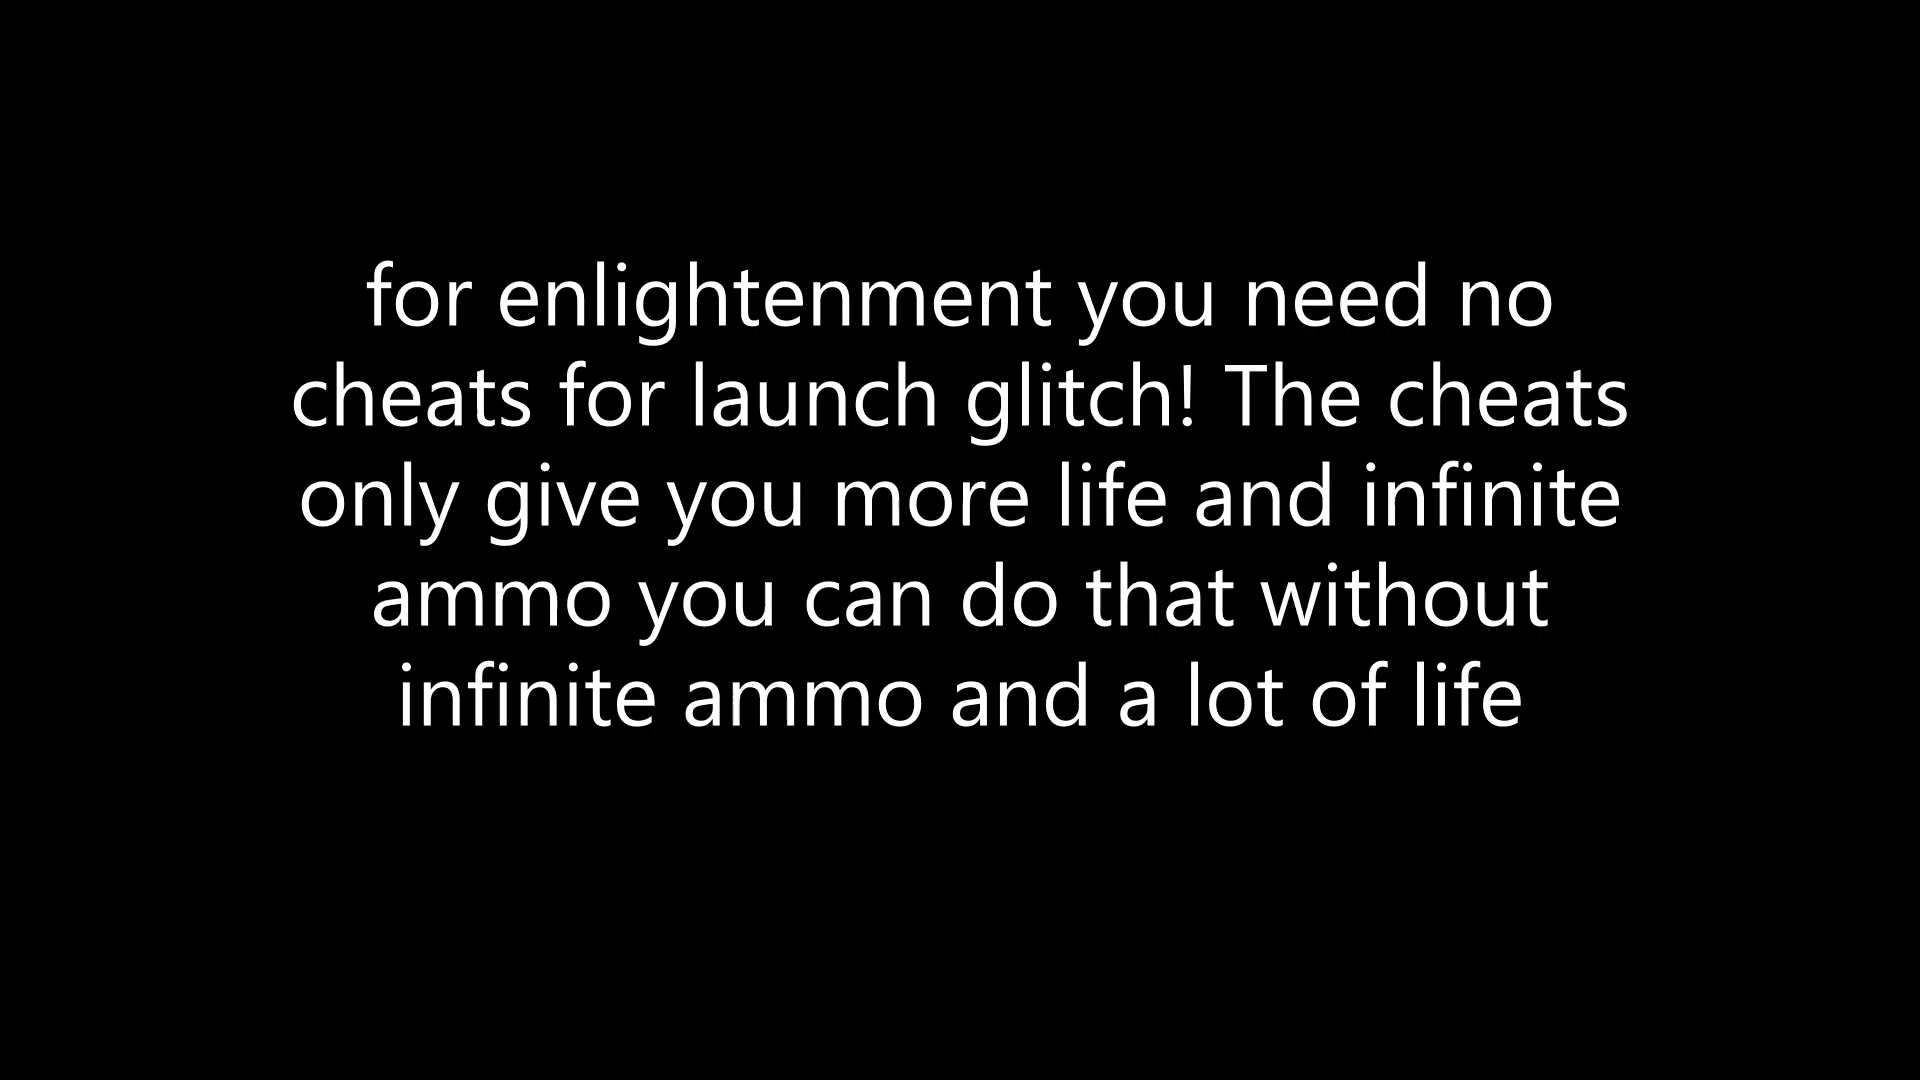 for enlightenment you need no
cheats for launch glitch! The cheats
only give you more life and infinite
ammo you can do that without
infinite ammo and a lot of life